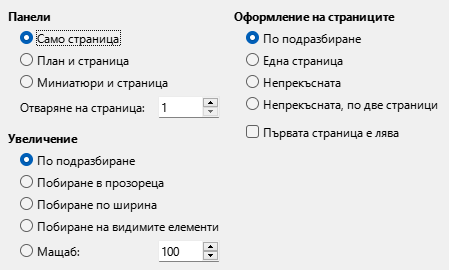 Панели
Само страница
План и страница
Миниатюри и страница
Отваряне на страница: 1
Увеличение
По подразбиране
Побиране в прозореца
Побиране по ширина
Побиране на видимите елементи
Мащаб: 100
Оформление на страниците
По подразбиране
Една страница
Непрекъсната
Непрекъсната, по две страници
Първата страница е лява